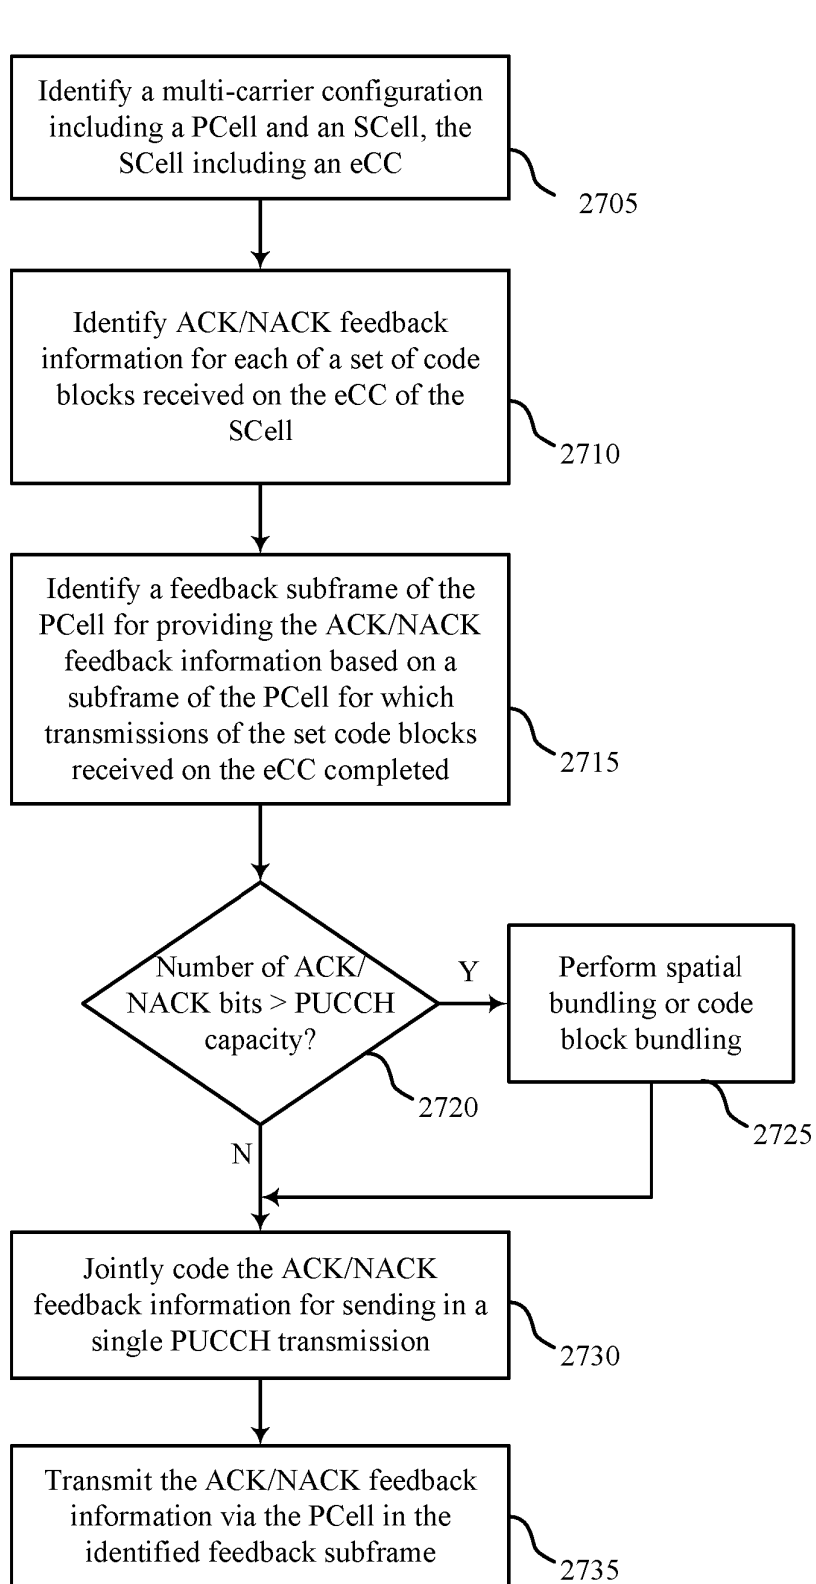 Identify a multi-carrier configuration
including a PCell and an SCell, the
SCell including an eCC
2705
Identify ACK/NACK feedback
information for each of a set of code
blocks received on the eCC of the
SCell
2710
Identify a feedback subframe of the
PCell for providing the ACK/NACK
feedback information based on a
subframe of the PCell for which
transmissions of the set code blocks
received on the eCC completed
2715
Number of ACK/
NACK bits > PUCCH
capacity?
2720
Y
Perform spatial
bundling or code
block bundling
2725
N
Jointly code the ACK/NACK
feedback information for sending in a
single PUCCH transmission
2730
Transmit the ACK/NACK feedback
information via the PCell in the
identified feedback subframe
2735